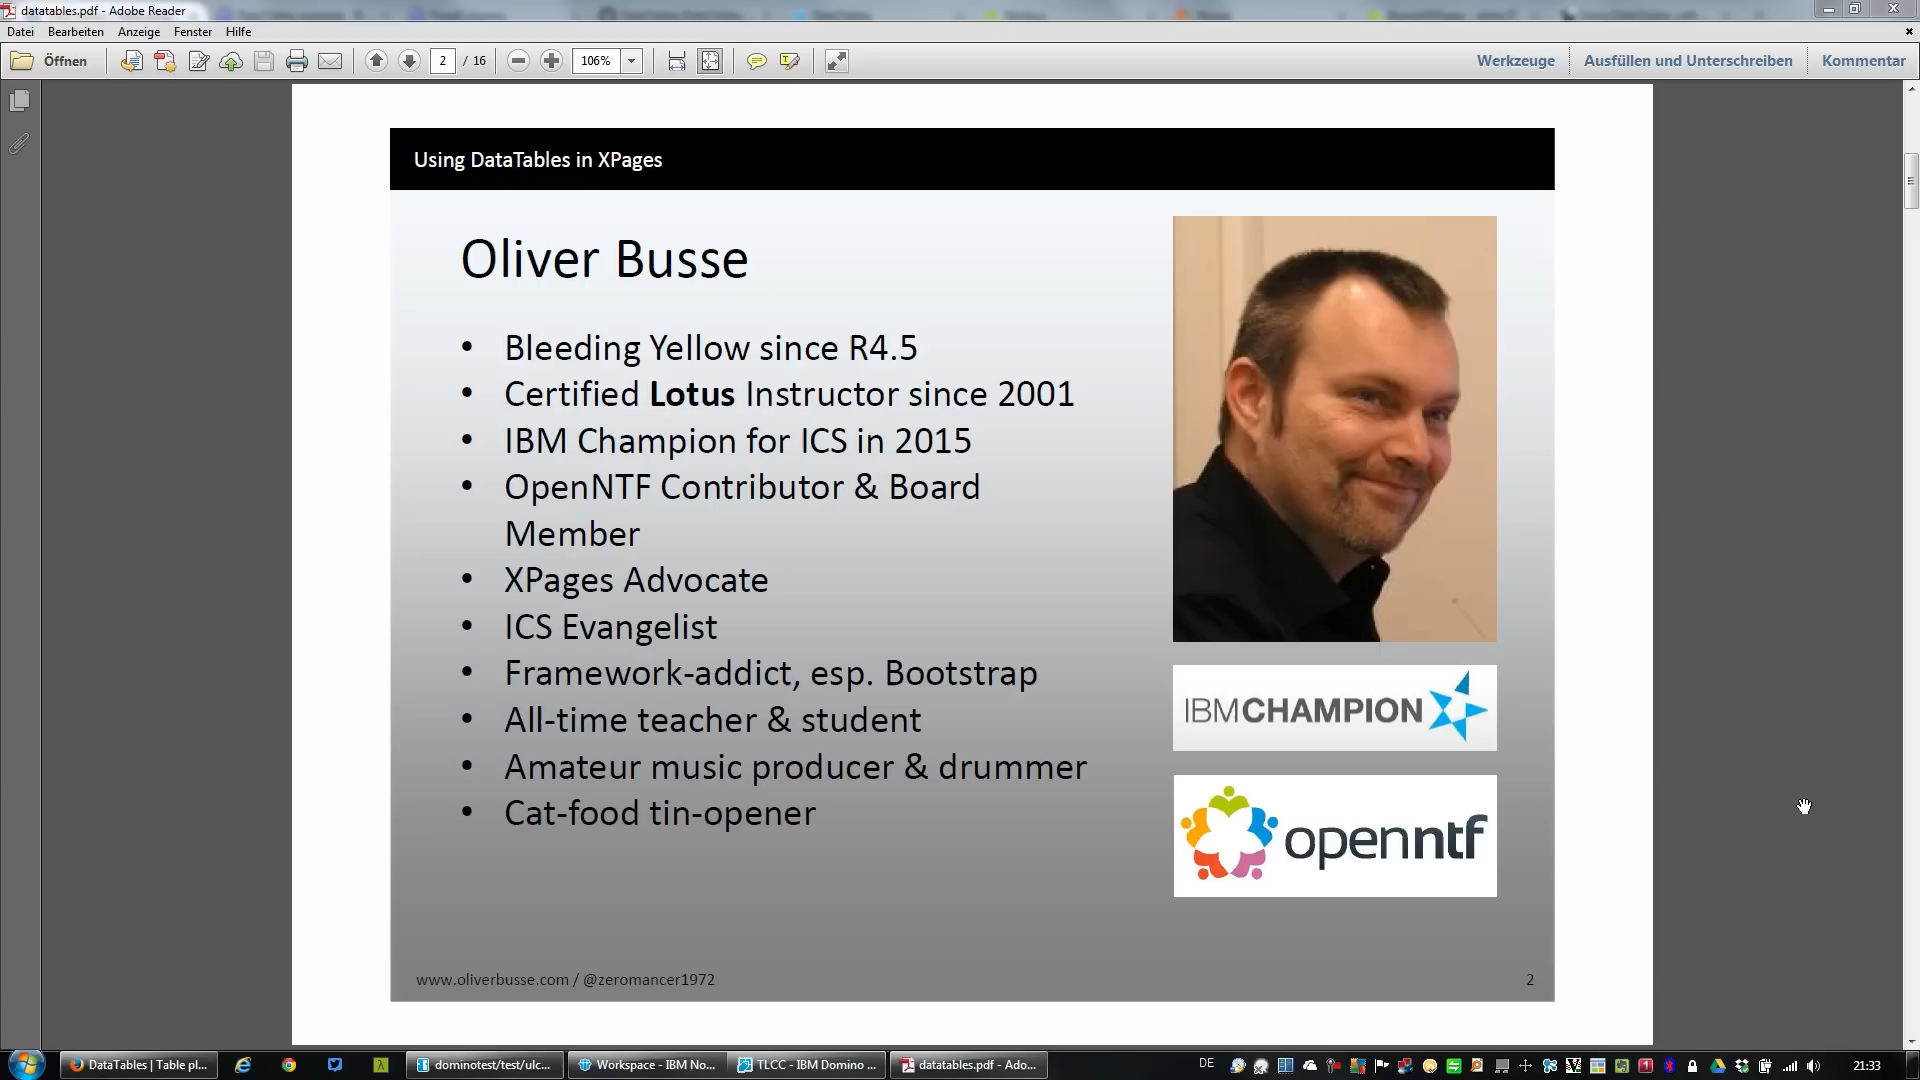 datatables.pdf - Adobe Reader
Datei Bearbeiten Anzeige Fenster Hilfe
Öffnen 2 / 16 106% Werkzeuge Ausfüllen und Unterschreiben Kommentar
Using DataTables in XPages
Oliver Busse
• Bleeding Yellow since R4.5
• Certified Lotus Instructor since 2001
• IBM Champion for ICS in 2015
• OpenNTF Contributor & Board
Member
• XPages Advocate
• ICS Evangelist
• Framework-addict, esp. Bootstrap
• All-time teacher & student
• Amateur music producer & drummer
• Cat-food tin-opener
IBMCHAMPION
openntf
www.oliverbusse.com / @zeromancer1972 2
DataTables | Table pl... dominotest/test/ulc... Workspace - IBM No... TLCC - IBM Domino ... datatables.pdf - Ado... DE 21:33